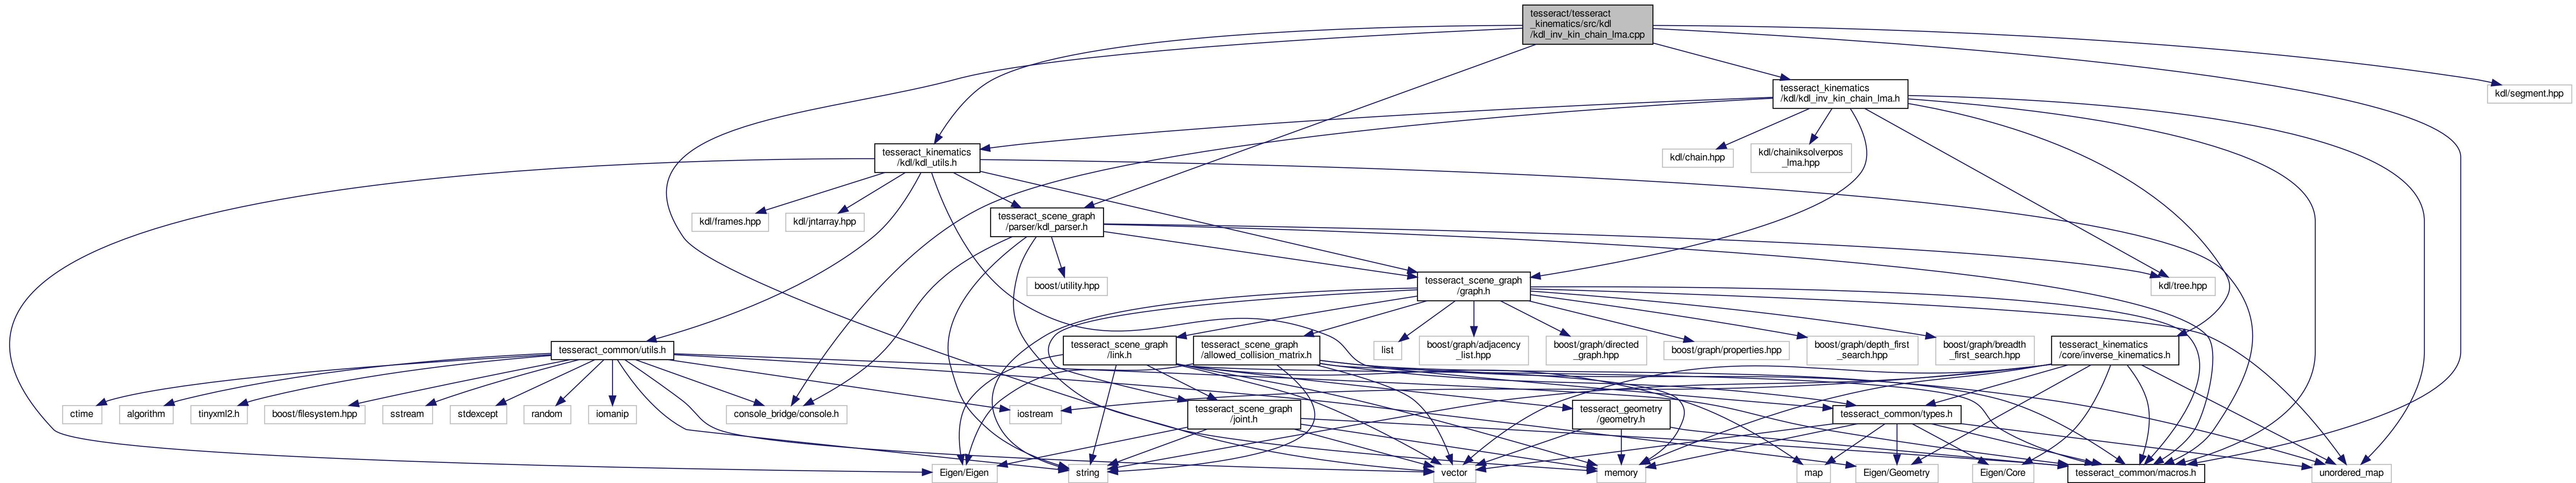 tesseract/tesseract
_kinematics/src/kdl
/kdl_inv_kin_chain_lma.cpp
tesseract_kinematics
/kdl/kdl_inv_kin_chain_lma.h
kdl/segment.hpp
tesseract_kinematics
/kdl/kdl_utils.h
kdl/chain.hpp
kdl/chainiksolverpos
_lma.hpp
kdl/frames.hpp
kdl/jntarray.hpp
tesseract_scene_graph
/parser/kdl_parser.h
boost/utility.hpp
tesseract_scene_graph
/graph.h
kdl/tree.hpp
tesseract_common/utils.h
tesseract_scene_graph
/link.h
tesseract_scene_graph
/allowed_collision_matrix.h
list
boost/graph/adjacency
_list.hpp
boost/graph/directed
_graph.hpp
boost/graph/properties.hpp
boost/graph/depth_first
_search.hpp
boost/graph/breadth
_first_search.hpp
tesseract_kinematics
/core/inverse_kinematics.h
ctime
algorithm
tinyxml2.h
boost/filesystem.hpp
sstream
stdexcept
random
iomanip
console_bridge/console.h
iostream
tesseract_scene_graph
/joint.h
tesseract_geometry
/geometry.h
tesseract_common/types.h
Eigen/Eigen
string
vector
memory
map
Eigen/Geometry
Eigen/Core
tesseract_common/macros.h
unordered_map